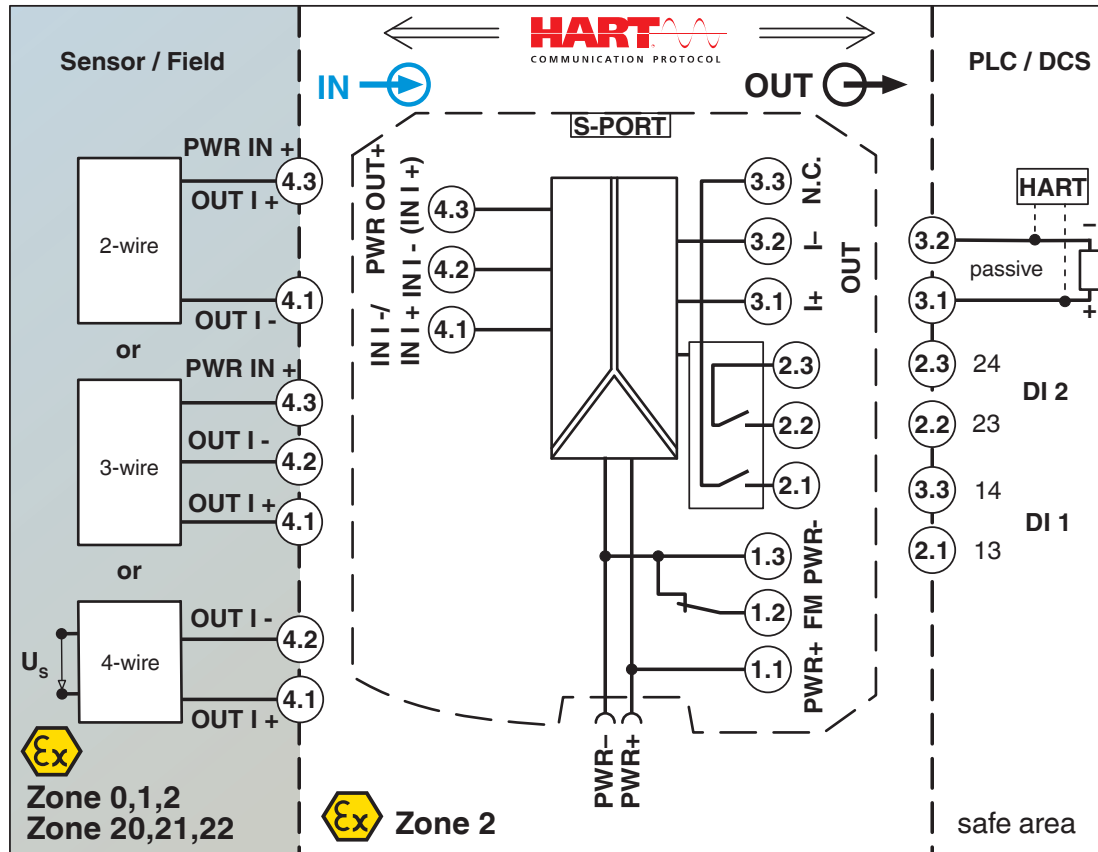 Sensor / Field
HART
COMMUNICATION PROTOCOL
PLC / DCS
IN
OUT
S-PORT
PWR IN +
4.3
OUT I +
2-wire
4.1
OUT I -
or
PWR IN +
4.3
OUT I -
3-wire
4.2
OUT I +
4.1
or
OUT I -
4.2
U_S
4-wire
4.1
OUT I +
Ex
Zone 0,1,2
Zone 20,21,22
PWR OUT+
IN I - (IN I +)
IN I -/
IN I +
4.3
4.2
4.1
3.3
N.C.
3.2
I–
3.1
I+
OUT
2.3
2.2
2.1
1.3
PWR-
1.2
FM
1.1
PWR+
PWR–
PWR+
Ex
Zone 2
HART
3.2
–
passive
3.1
+
2.3 24
DI 2
2.2 23
3.3 14
DI 1
2.1 13
safe area